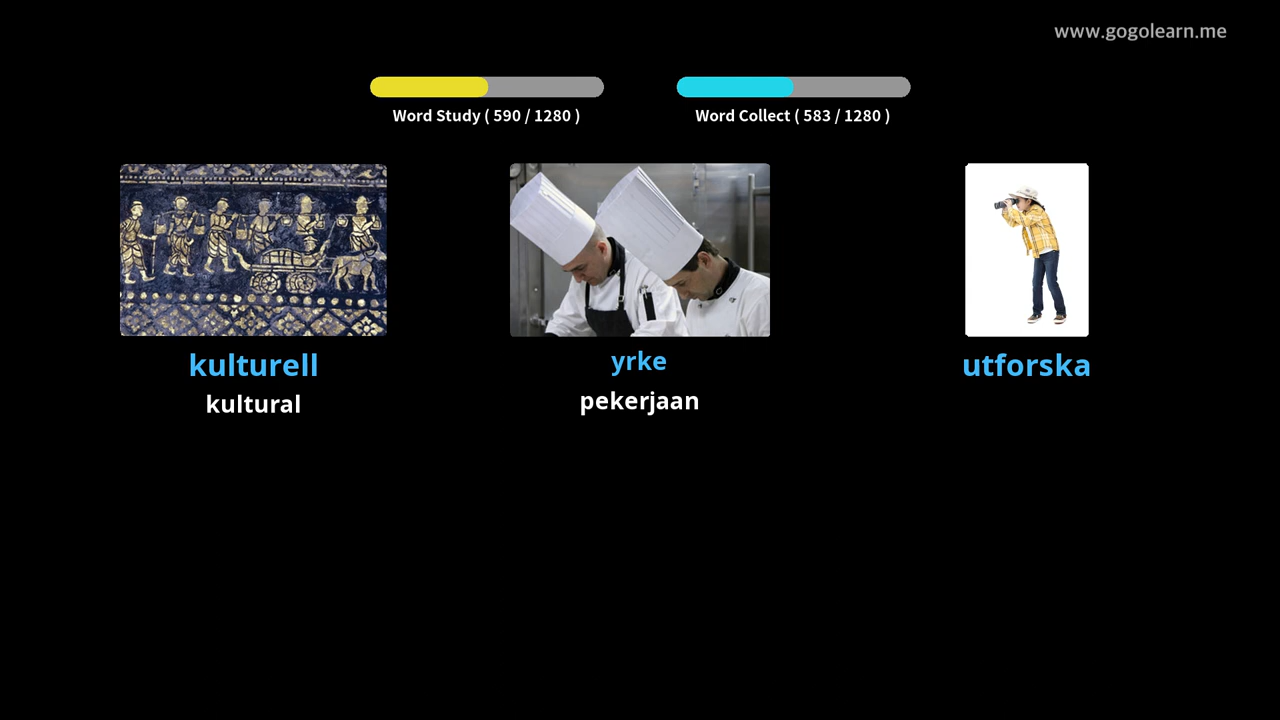 www.gogolearn.me
Word Study ( 590 / 1280 )
Word Collect ( 583 / 1280 )
kulturell
kultural
yrke
pekerjaan
utforska